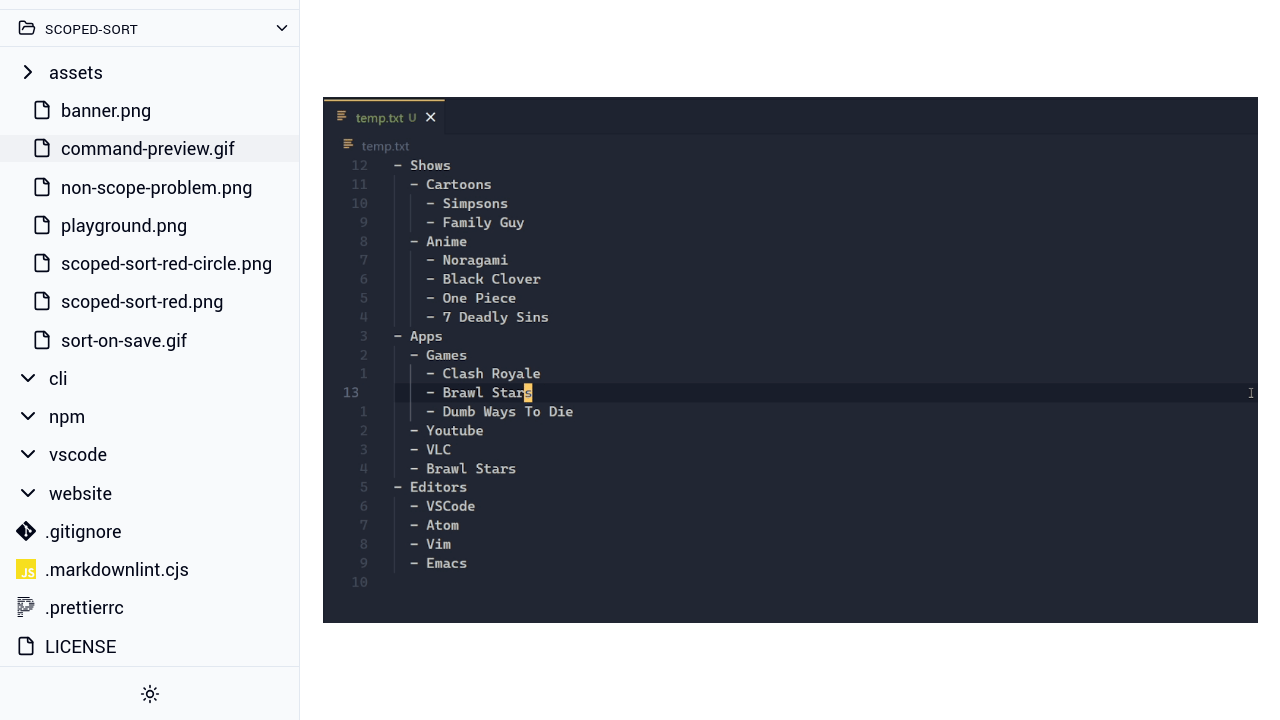 SCOPED-SORT
assets
banner.png
command-preview.gif
non-scope-problem.png
playground.png
scoped-sort-red-circle.png
scoped-sort-red.png
sort-on-save.gif
cli
npm
vscode
website
.gitignore
JS .markdownlint.cjs
.prettierrc
LICENSE
temp.txt U
temp.txt
12 - Shows
11 - Cartoons
10 - Simpsons
9 - Family Guy
8 - Anime
7 - Noragami
6 - Black Clover
5 - One Piece
4 - 7 Deadly Sins
3 - Apps
2 - Games
1 - Clash Royale
13 - Brawl Stars
1 - Dumb Ways To Die
2 - Youtube
3 - VLC
4 - Brawl Stars
5 - Editors
6 - VSCode
7 - Atom
8 - Vim
9 - Emacs
10